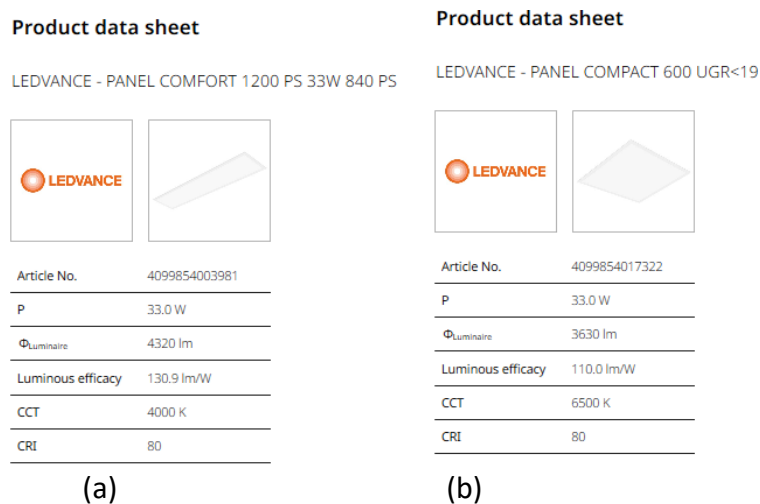 Product data sheet
LEDVANCE - PANEL COMFORT 1200 PS 33W 840 PS
LEDVANCE
Article No. 4099854003981
P 33.0 W
ΦLuminaire 4320 lm
Luminous efficacy 130.9 lm/W
CCT 4000 K
CRI 80
(a)
Product data sheet
LEDVANCE - PANEL COMPACT 600 UGR<19
LEDVANCE
Article No. 4099854017322
P 33.0 W
ΦLuminaire 3630 lm
Luminous efficacy 110.0 lm/W
CCT 6500 K
CRI 80
(b)